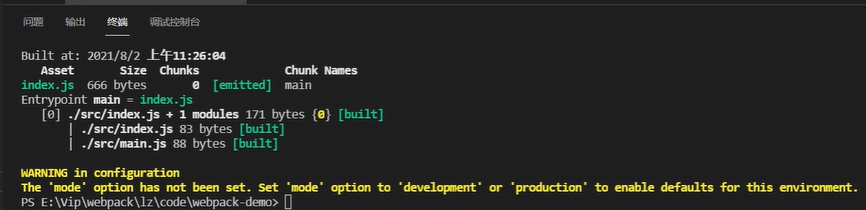 问题 输出 终端 调试控制台
Built at: 2021/8/2 上午11:26:04
Asset Size Chunks Chunk Names
index.js 666 bytes 0 [emitted] main
Entrypoint main = index.js
[0] ./src/index.js + 1 modules 171 bytes {0} [built]
| ./src/index.js 83 bytes [built]
| ./src/main.js 88 bytes [built]
WARNING in configuration
The 'mode' option has not been set. Set 'mode' option to 'development' or 'production' to enable defaults for this environment.
PS E:\Vip\webpack\lz\code\webpack-demo>